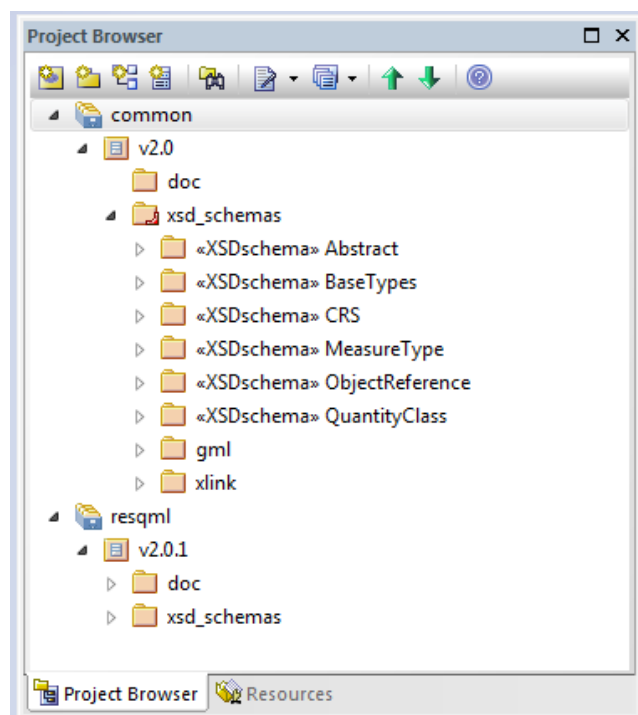 Project Browser
common
v2.0
doc
xsd_schemas
«XSDschema» Abstract
«XSDschema» BaseTypes
«XSDschema» CRS
«XSDschema» MeasureType
«XSDschema» ObjectReference
«XSDschema» QuantityClass
gml
xlink
resqml
v2.0.1
doc
xsd_schemas
Project Browser Resources